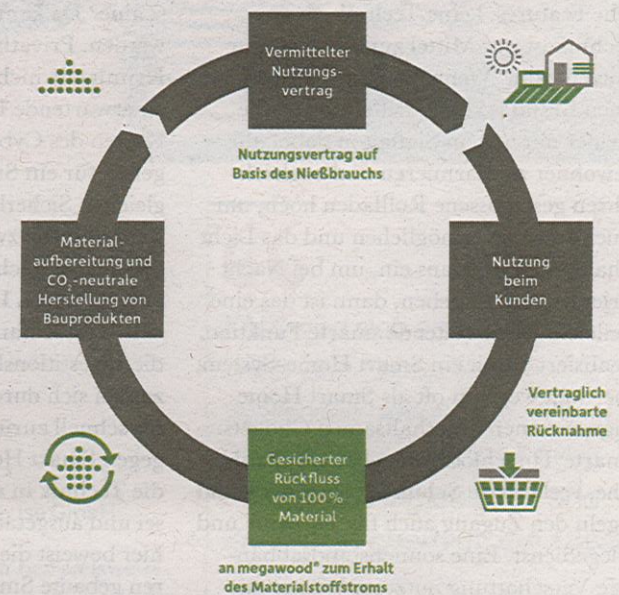 Vermittelter
Nutzungs-
vertrag
Nutzungsvertrag auf
Basis des Nießbrauchs
Material-
aufbereitung und
CO₂-neutrale
Herstellung von
Bauprodukten
Nutzung
beim
Kunden
Vertraglich
vereinbarte
Rücknahme
Gesicherter
Rückfluss
von 100 %
Material
an megawood® zum Erhalt
des Materialstoffstroms